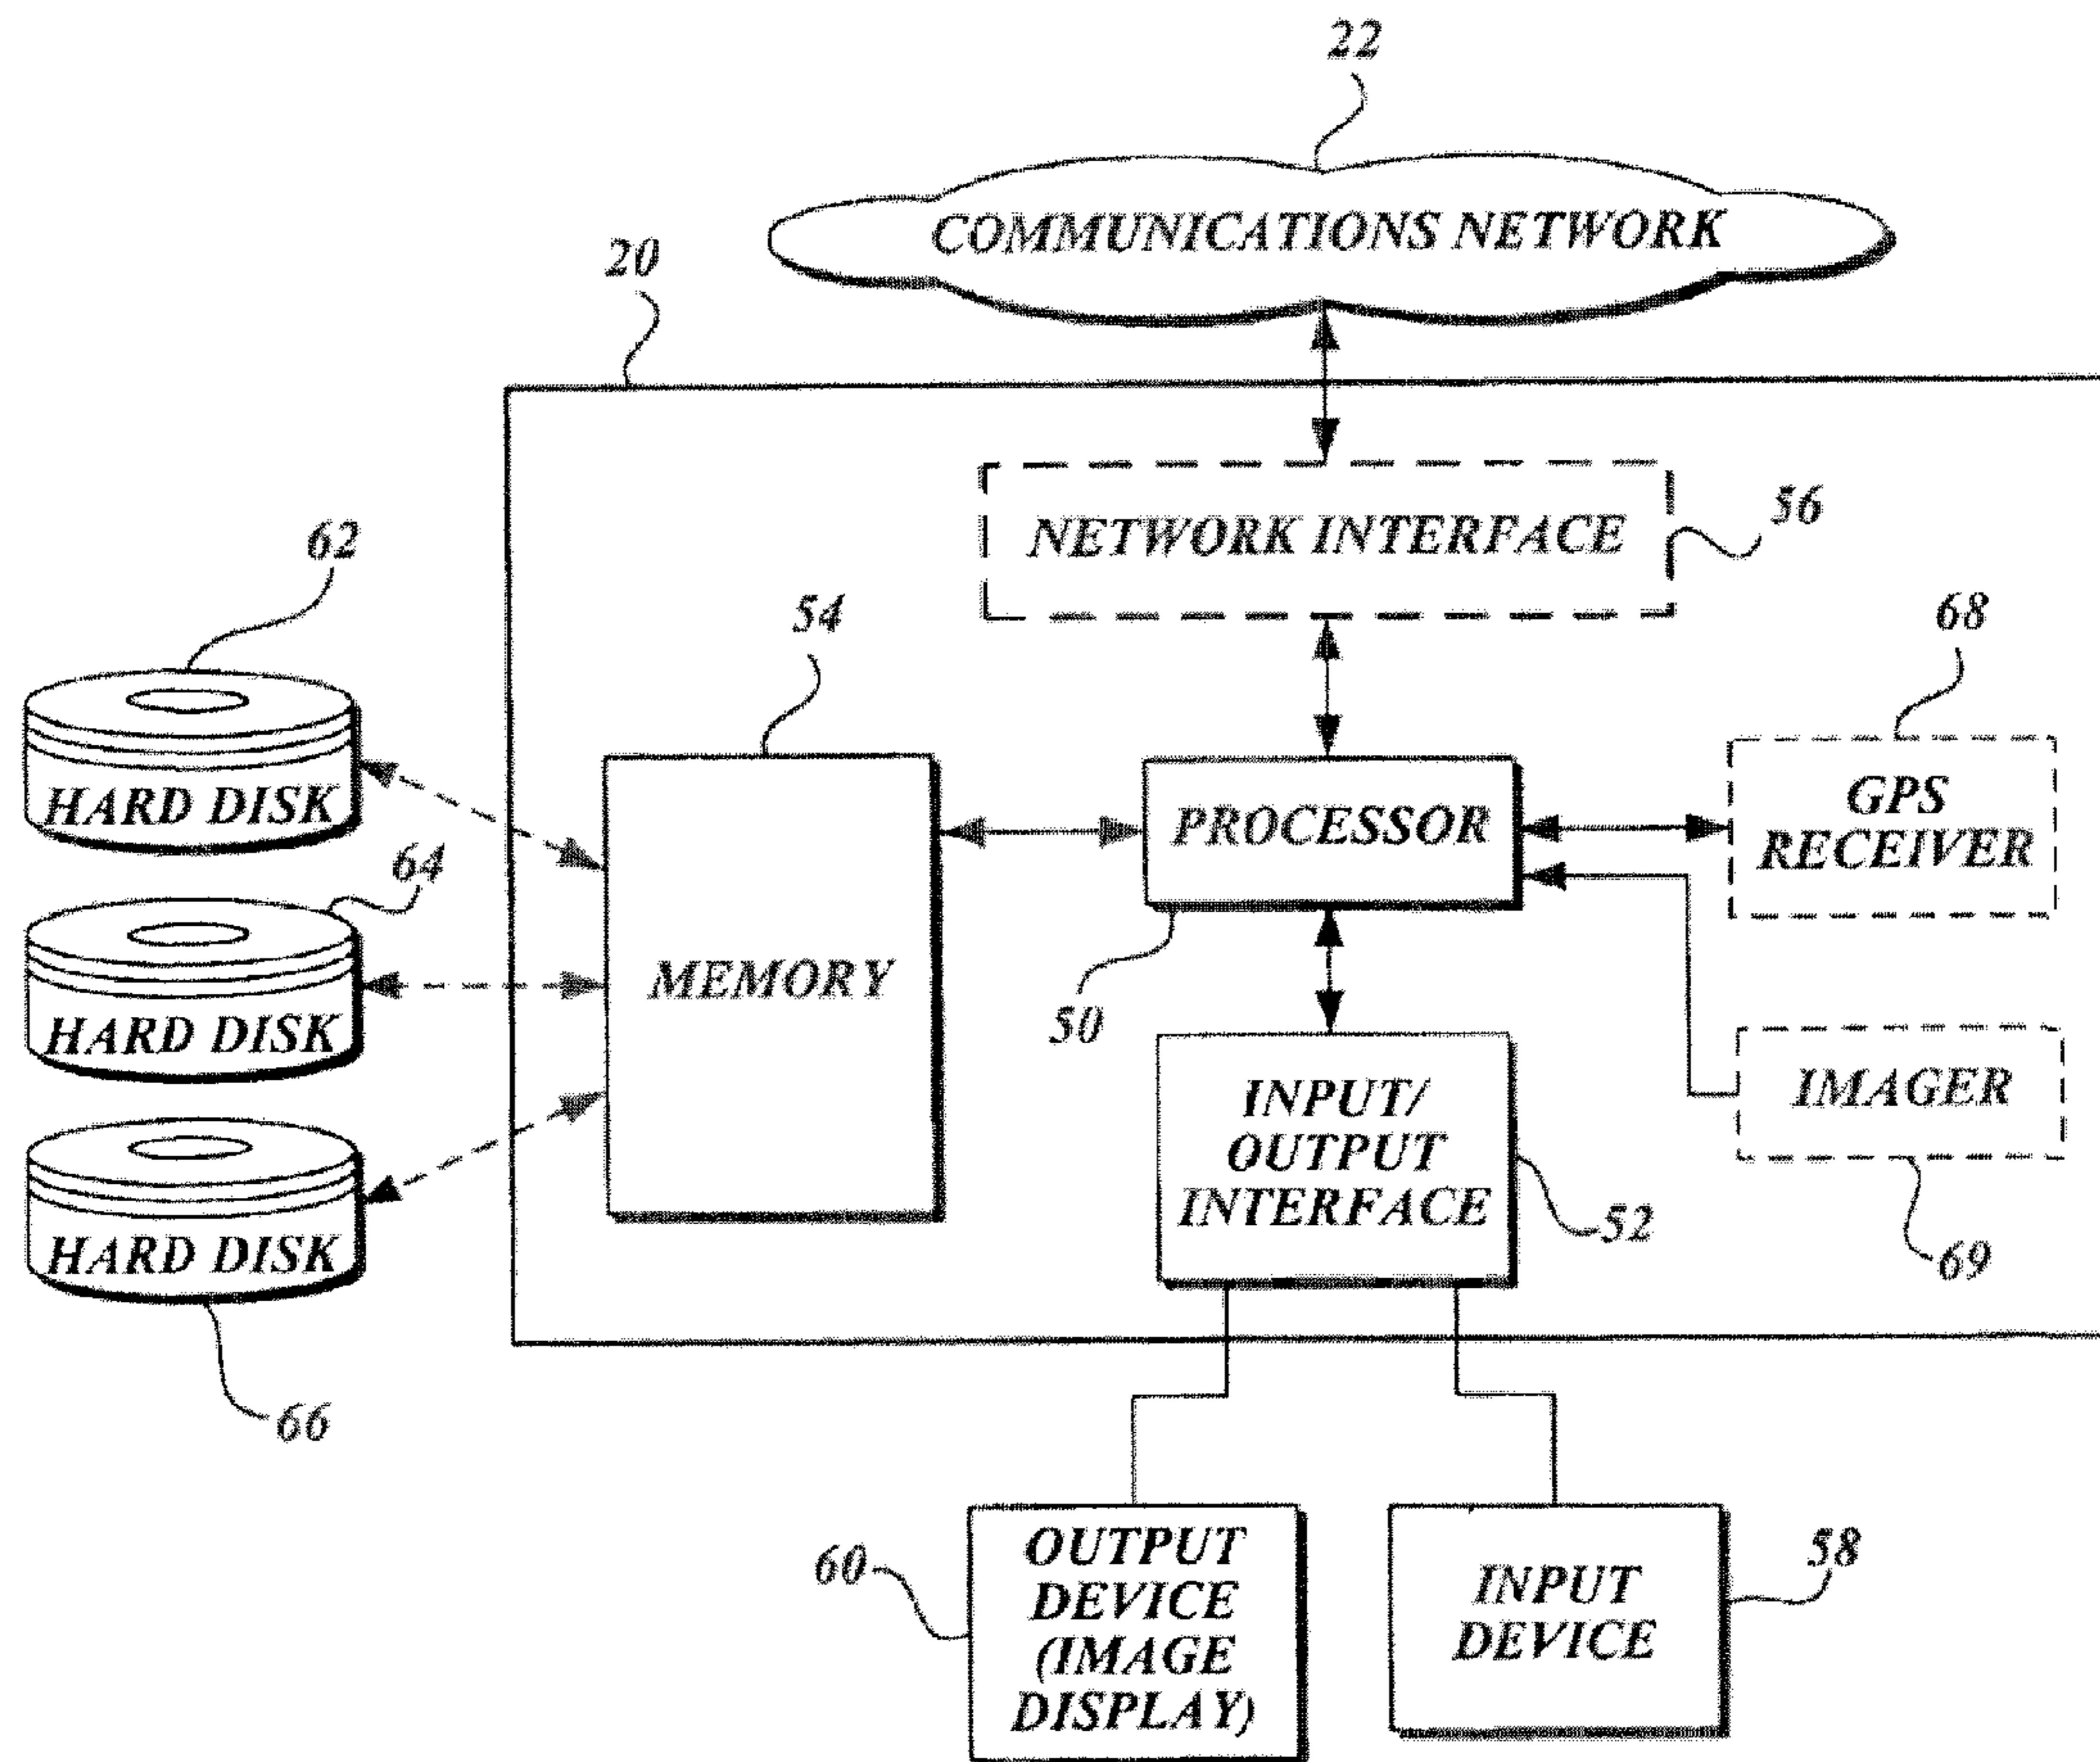 22
COMMUNICATIONS NETWORK
20
NETWORK INTERFACE
56
62
54
68
HARD DISK
PROCESSOR
GPS
RECEIVER
64
HARD DISK
MEMORY
50
INPUT/
OUTPUT
INTERFACE
IMAGER
52
69
HARD DISK
66
60
OUTPUT
DEVICE
(IMAGE
DISPLAY)
INPUT
DEVICE
58